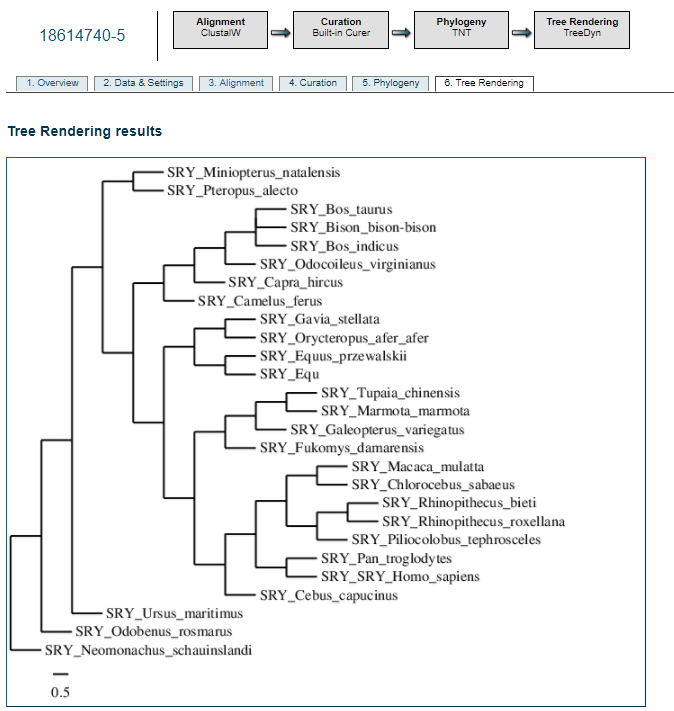 18614740-5
Alignment
ClustalW
Curation
Built-in Curer
Phylogeny
TNT
Tree Rendering
TreeDyn
1. Overview
2. Data & Settings
3. Alignment
4. Curation
5. Phylogeny
6. Tree Rendering
Tree Rendering results
SRY_Miniopterus_natalensis
SRY_Pteropus_alecto
SRY_Bos_taurus
SRY_Bison_bison-bison
SRY_Bos_indicus
SRY_Odocoileus_virginianus
SRY_Capra_hircus
SRY_Camelus_ferus
SRY_Gavia_stellata
SRY_Orycteropus_afer_afer
SRY_Equus_przewalskii
SRY_Equ
SRY_Tupaia_chinensis
SRY_Marmota_marmota
SRY_Galeopterus_variegatus
SRY_Fukomys_damarensis
SRY_Macaca_mulatta
SRY_Chlorocebus_sabaeus
SRY_Rhinopithecus_bieti
SRY_Rhinopithecus_roxellana
SRY_Piliocolobus_tephrosceles
SRY_Pan_troglodytes
SRY_SRY_Homo_sapiens
SRY_Cebus_capucinus
SRY_Ursus_maritimus
SRY_Odobenus_rosmarus
SRY_Neomonachus_schauinslandi
0.5